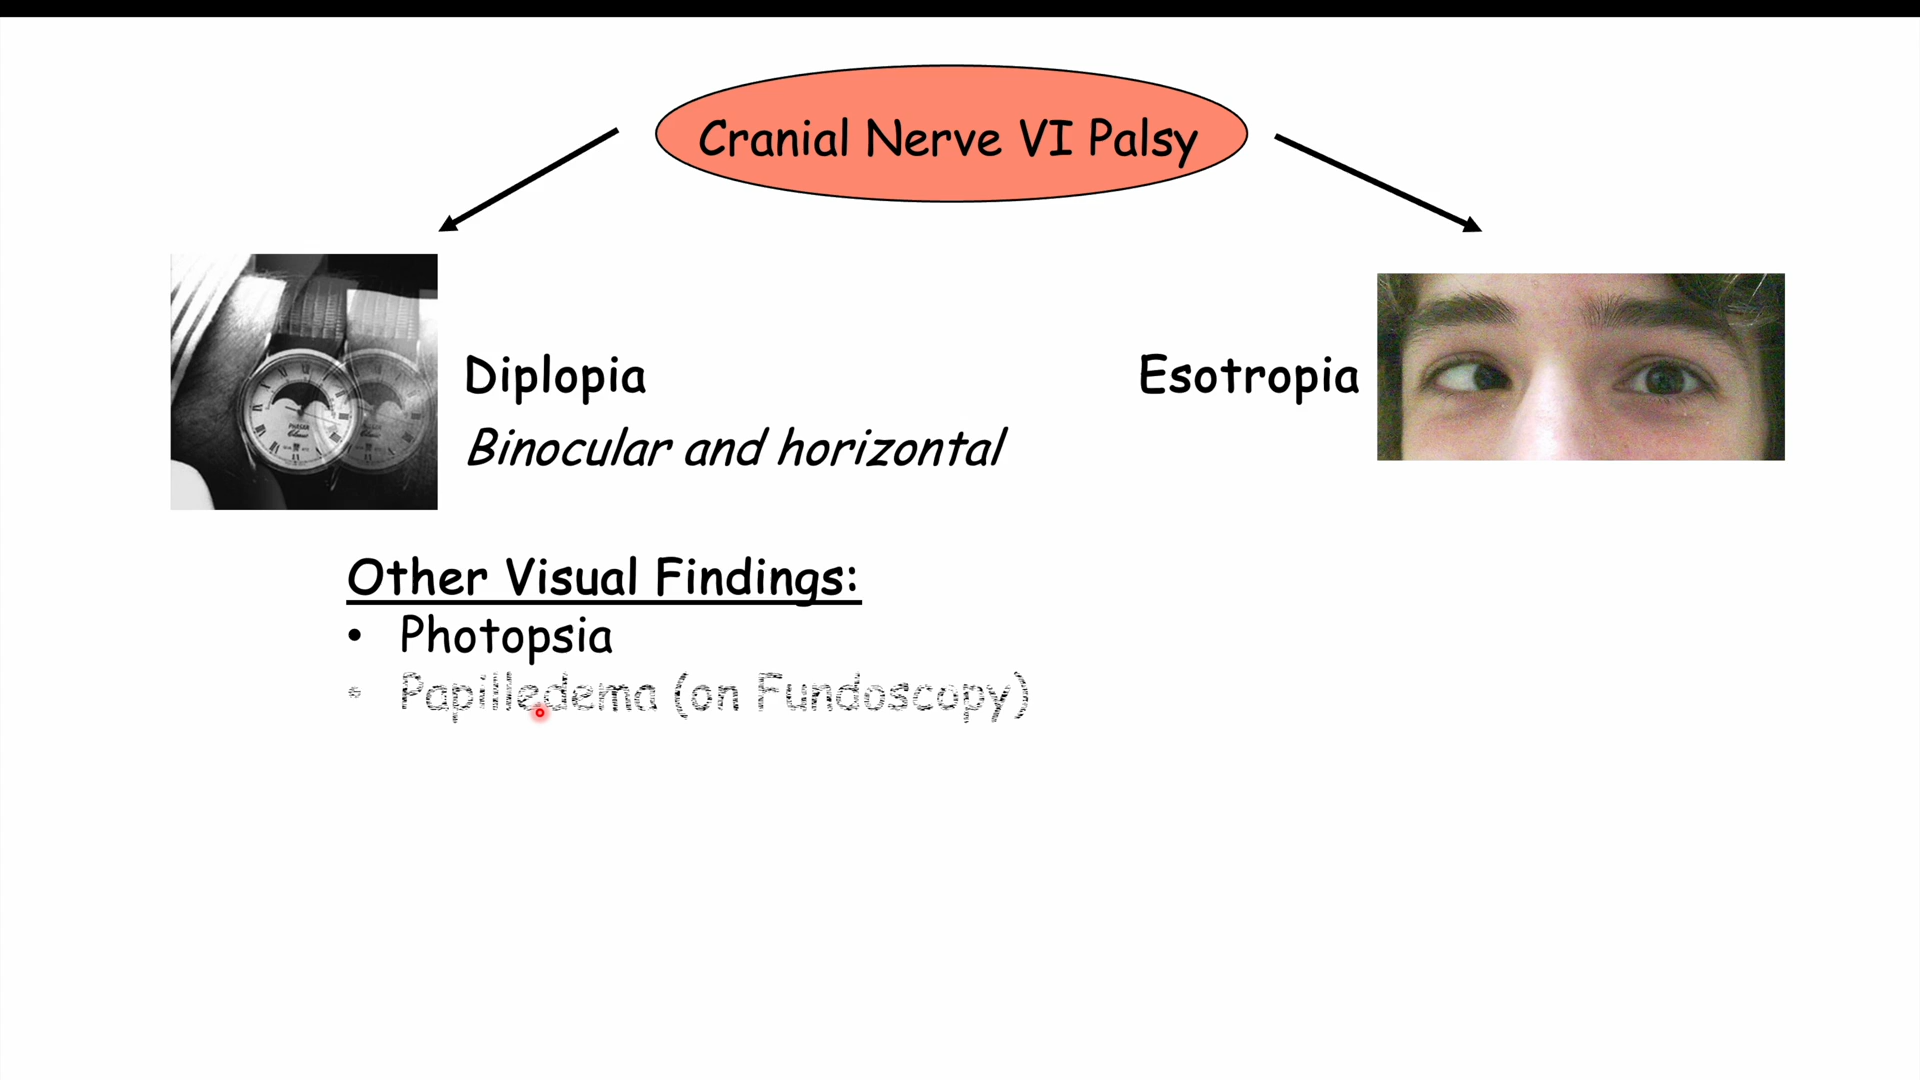 Cranial Nerve VI Palsy
Diplopia
Binocular and horizontal
Esotropia
Other Visual Findings:
• Photopsia
• Papilledema (on Fundoscopy)